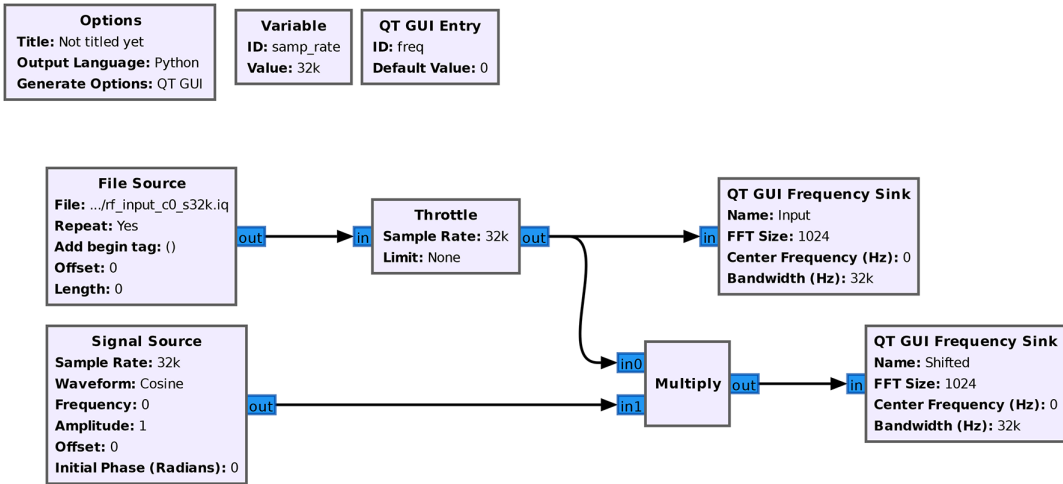 Options
Title: Not titled yet
Output Language: Python
Generate Options: QT GUI
Variable
ID: samp_rate
Value: 32k
QT GUI Entry
ID: freq
Default Value: 0
File Source
File: .../rf_input_c0_s32k.iq
Repeat: Yes
Add begin tag: ()
Offset: 0
Length: 0
out
in
Throttle
Sample Rate: 32k
Limit: None
out
in
QT GUI Frequency Sink
Name: Input
FFT Size: 1024
Center Frequency (Hz): 0
Bandwidth (Hz): 32k
Signal Source
Sample Rate: 32k
Waveform: Cosine
Frequency: 0
Amplitude: 1
Offset: 0
Initial Phase (Radians): 0
out
in0
in1
Multiply
out
in
QT GUI Frequency Sink
Name: Shifted
FFT Size: 1024
Center Frequency (Hz): 0
Bandwidth (Hz): 32k